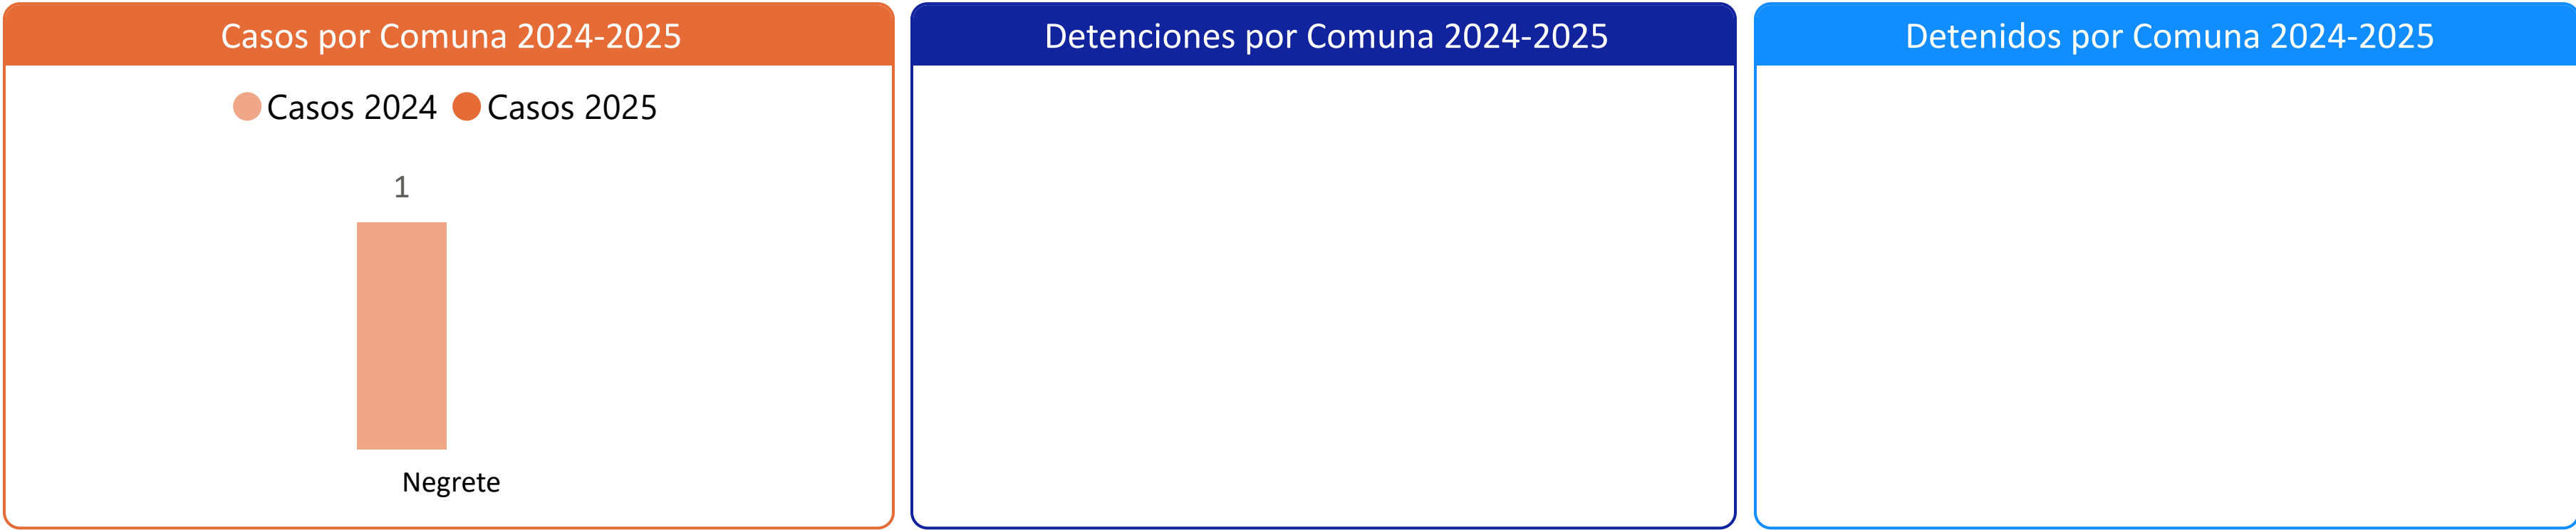 Casos por Comuna 2024-2025
Casos 2024 Casos 2025
1
Negrete
Detenciones por Comuna 2024-2025
Detenidos por Comuna 2024-2025